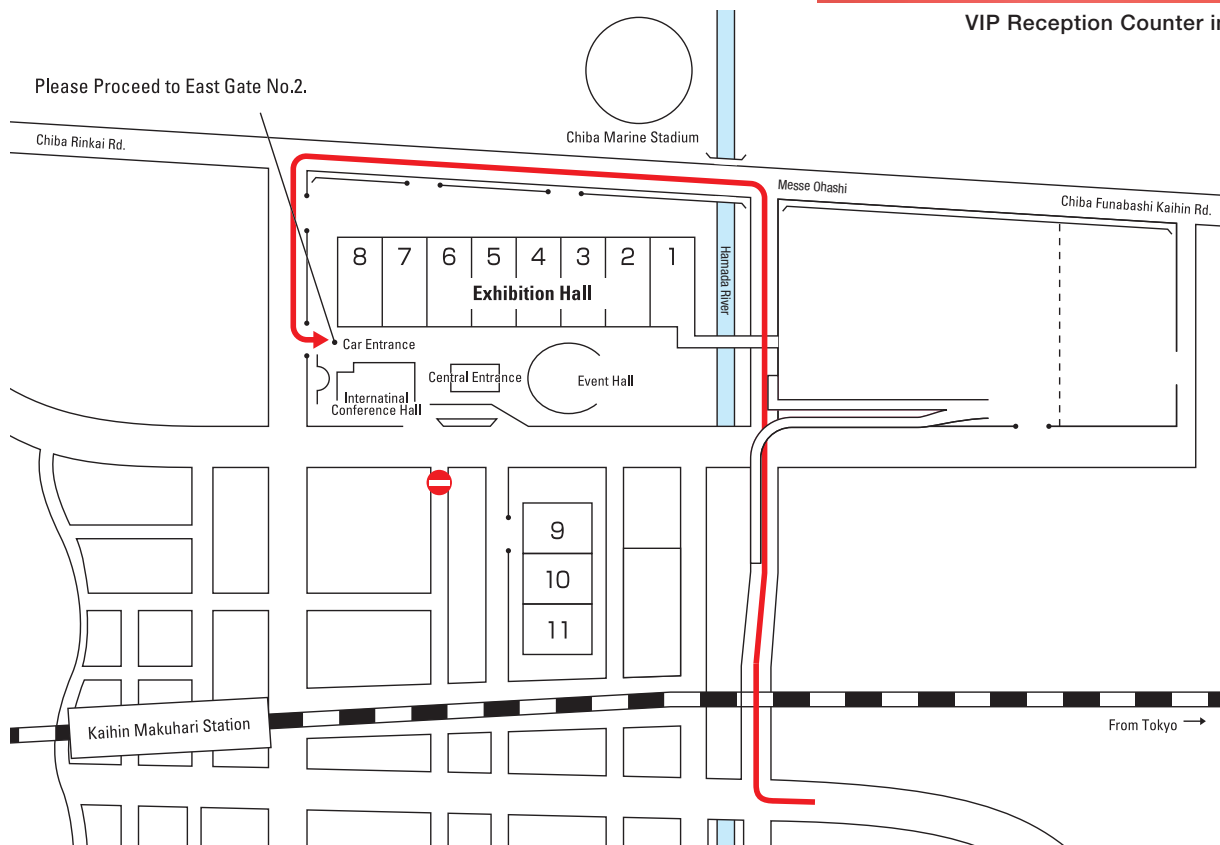 VIP Reception Counter i
Please Proceed to East Gate No.2.
Chiba Marine Stadium
Chiba Rinkai Rd.
Messe Ohashi
Chiba Funabashi Kaihin Rd.
8 7 6 5 4 3 2 1
Exhibition Hall
Hamada River
Car Entrance
Central Entrance
Event Hall
Internatinal
Conference Hall
9
10
11
Kaihin Makuhari Station
From Tokyo →